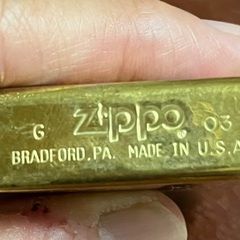 G Zippo® 03
BRADFORD.PA. MADE IN U.S.A